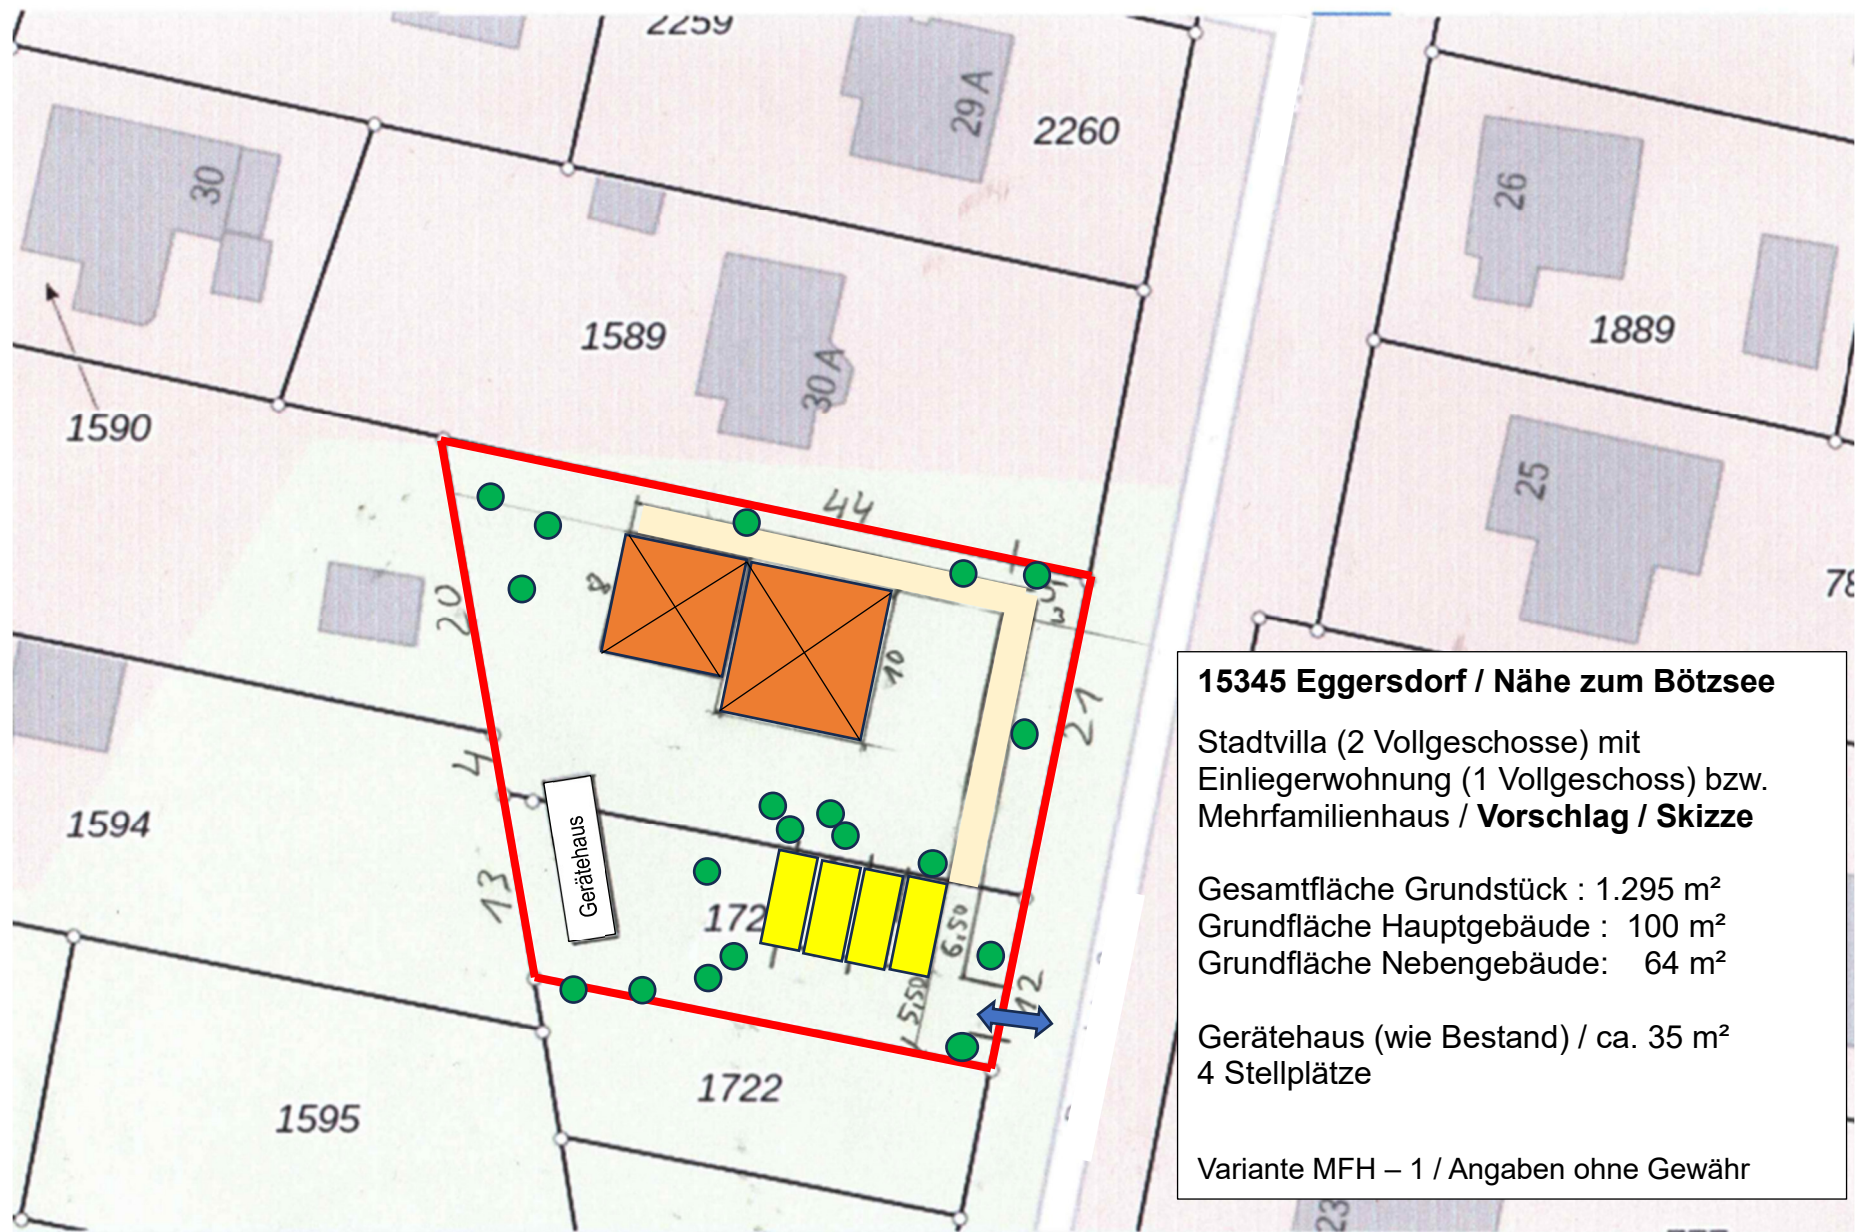 2259
29 A
2260
30
26
1589
1889
30 A
1590
25
44
8
20
3
10
21
4
1594
Gerätehaus
13
172
6,50
5,50
12
1722
1595
23
15345 Eggersdorf / Nähe zum Bötzsee
Stadtvilla (2 Vollgeschosse) mit
Einliegerwohnung (1 Vollgeschoss) bzw.
Mehrfamilienhaus / Vorschlag / Skizze
Gesamtfläche Grundstück : 1.295 m²
Grundfläche Hauptgebäude : 100 m²
Grundfläche Nebengebäude: 64 m²
Gerätehaus (wie Bestand) / ca. 35 m²
4 Stellplätze
Variante MFH – 1 / Angaben ohne Gewähr